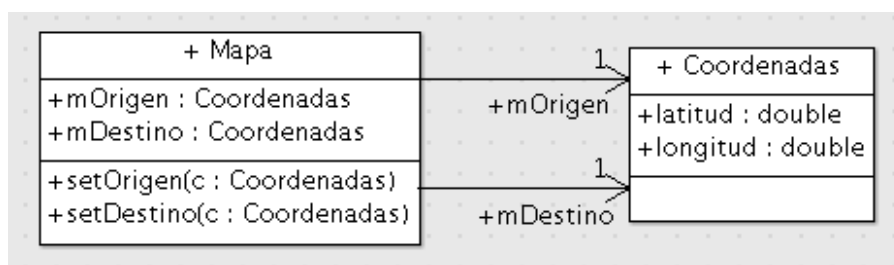 + Mapa
+mOrigen : Coordenadas
+mDestino : Coordenadas
+setOrigen(c : Coordenadas)
+setDestino(c : Coordenadas)
1
+mOrigen
1
+mDestino
+ Coordenadas
+latitud : double
+longitud : double